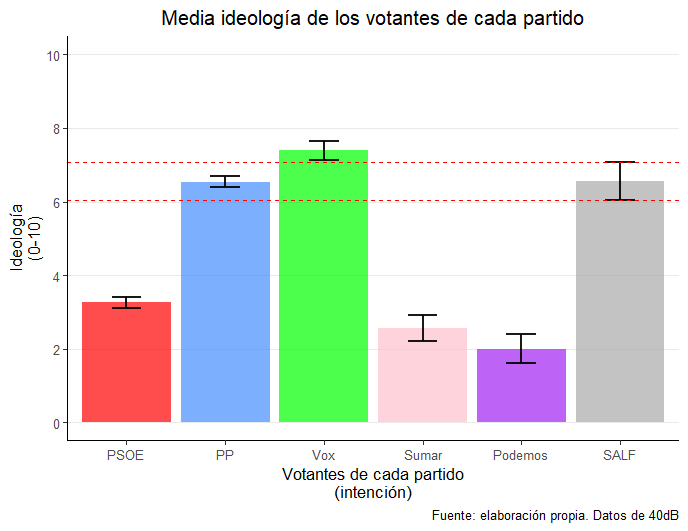 Media ideología de los votantes de cada partido
Ideología
(0-10)
10
8
6
4
2
0
PSOE PP Vox Sumar Podemos SALF
Votantes de cada partido
(intención)
Fuente: elaboración propia. Datos de 40dB